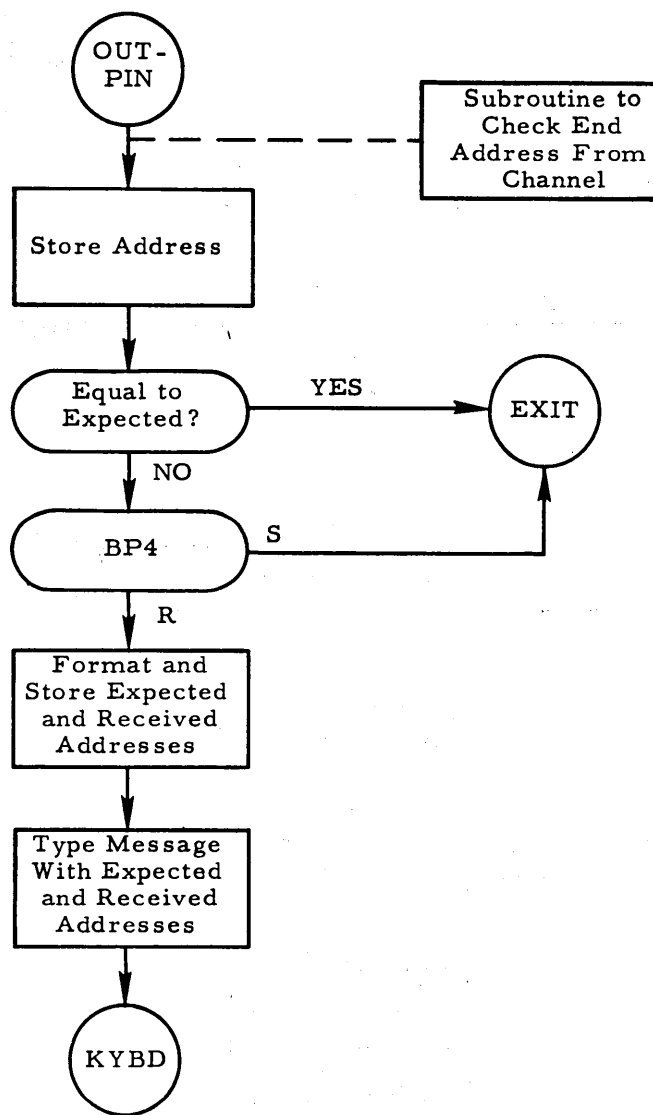 OUT-
PIN
Subroutine to
Check End
Address From
Channel
Store Address
Equal to
Expected?
YES
EXIT
NO
BP4
S
R
Format and
Store Expected
and Received
Addresses
Type Message
With Expected
and Received
Addresses
KYBD